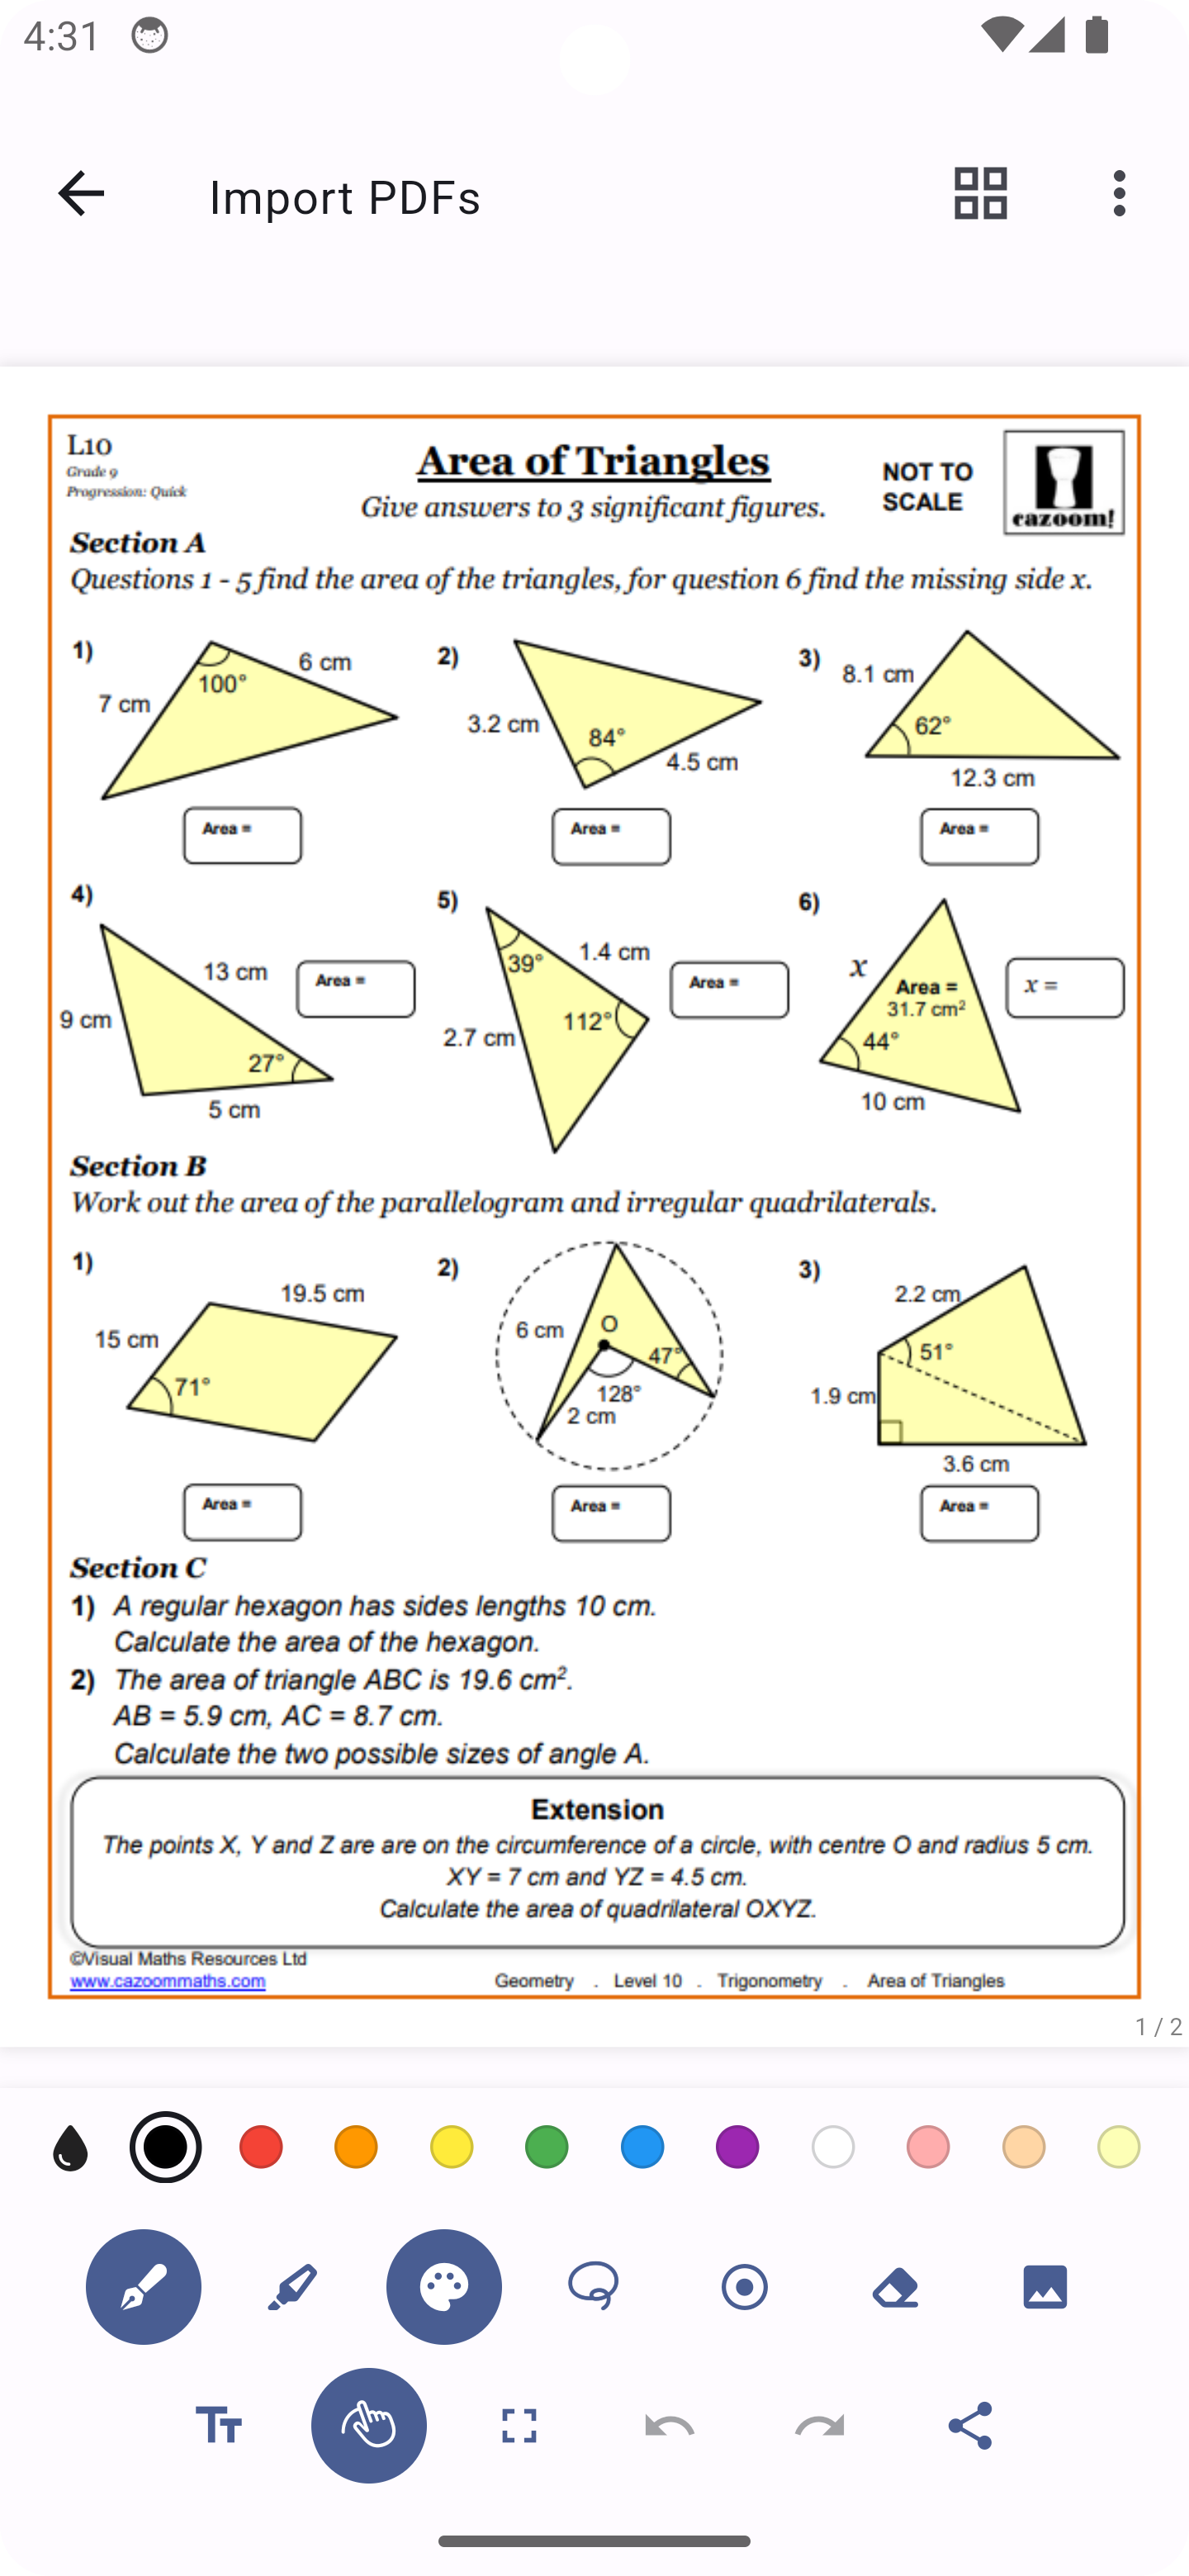 4:31
Import PDFs
L10
Grade 9
Progression: Quick
Area of Triangles
Give answers to 3 significant figures.
NOT TO
SCALE
cazoom!
Section A
Questions 1 - 5 find the area of the triangles, for question 6 find the missing side x.
1)
6 cm
100°
7 cm
Area =
2)
3.2 cm
84°
4.5 cm
Area =
3)
8.1 cm
62°
12.3 cm
Area =
4)
13 cm
9 cm
27°
5 cm
Area =
5)
1.4 cm
39°
112°
2.7 cm
Area =
6)
x
Area =
31.7 cm²
44°
10 cm
x =
Section B
Work out the area of the parallelogram and irregular quadrilaterals.
1)
19.5 cm
15 cm
71°
Area =
2)
6 cm
O
47°
128°
2 cm
Area =
3)
2.2 cm
51°
1.9 cm
3.6 cm
Area =
Section C
1) A regular hexagon has sides lengths 10 cm.
Calculate the area of the hexagon.
2) The area of triangle ABC is 19.6 cm².
AB = 5.9 cm, AC = 8.7 cm.
Calculate the two possible sizes of angle A.
Extension
The points X, Y and Z are are on the circumference of a circle, with centre O and radius 5 cm.
XY = 7 cm and YZ = 4.5 cm.
Calculate the area of quadrilateral OXYZ.
©Visual Maths Resources Ltd
www.cazoommaths.com
Geometry . Level 10 . Trigonometry . Area of Triangles
1 / 2
TT